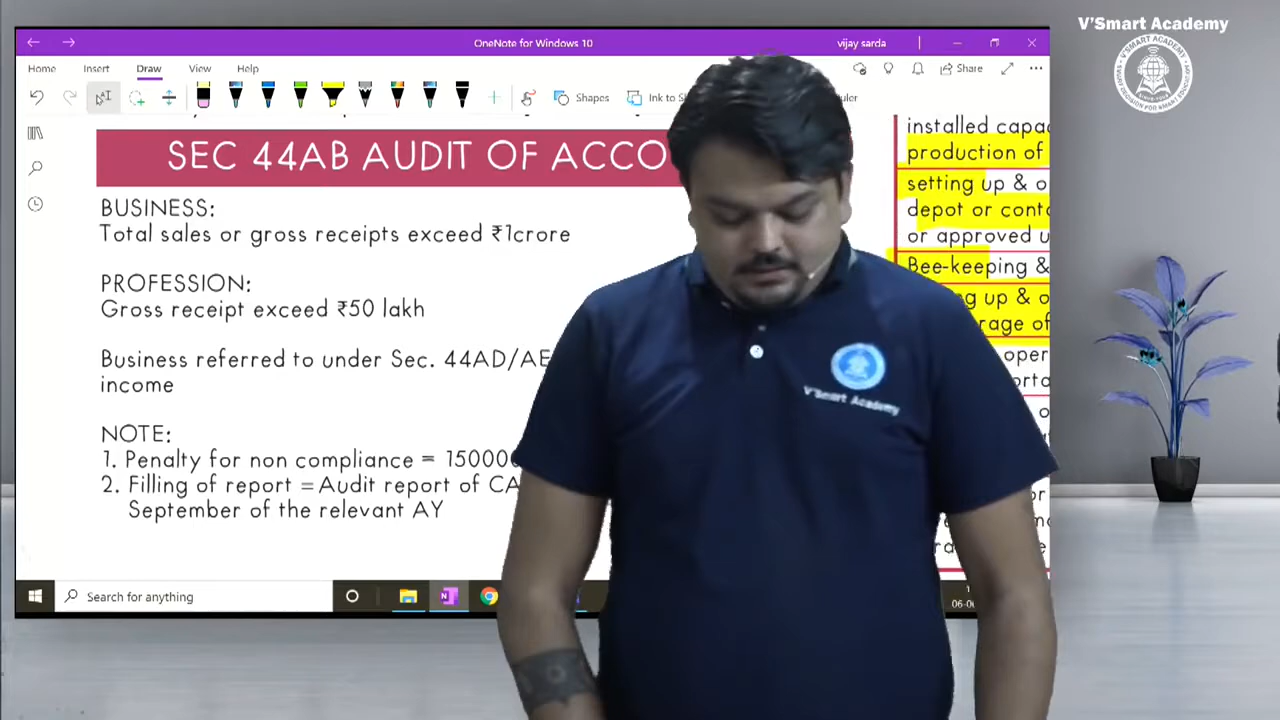 V'Smart Academy
OneNote for Windows 10
vijay sarda
Home Insert Draw View Help
Share
Shapes
Ink to
SEC 44AB AUDIT OF
BUSINESS:
Total sales or gross receipts exceed ₹1crore
PROFESSION:
Gross receipt exceed ₹50 lakh
Business referred to under Sec. 44AD/AE
income
NOTE:
1. Penalty for non compliance =
2. Filling of report =Audit report of CA
September of the relevant AY
installed
production of
setting up &
depot or
or approved
Bee-keeping &
up &
of
V'Smart Academy
Search for anything